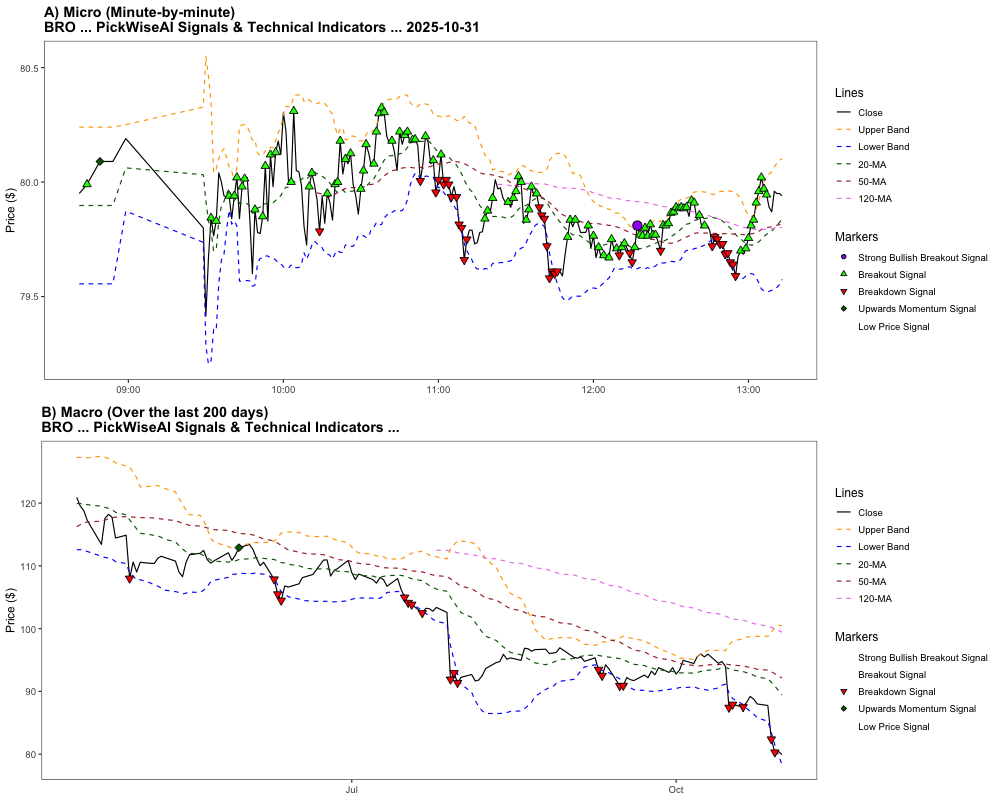 A) Micro (Minute-by-minute)
BRO ... PickWiseAI Signals & Technical Indicators ... 2025-10-31
Price ($)
80.5
80.0
79.5
09:00
10:00
11:00
12:00
13:00
Lines
Close
Upper Band
Lower Band
20-MA
50-MA
120-MA
Markers
Strong Bullish Breakout Signal
Breakout Signal
Breakdown Signal
Upwards Momentum Signal
Low Price Signal
B) Macro (Over the last 200 days)
BRO ... PickWiseAI Signals & Technical Indicators ...
Price ($)
120
110
100
90
80
Jul
Oct
Lines
Close
Upper Band
Lower Band
20-MA
50-MA
120-MA
Markers
Strong Bullish Breakout Signal
Breakout Signal
Breakdown Signal
Upwards Momentum Signal
Low Price Signal